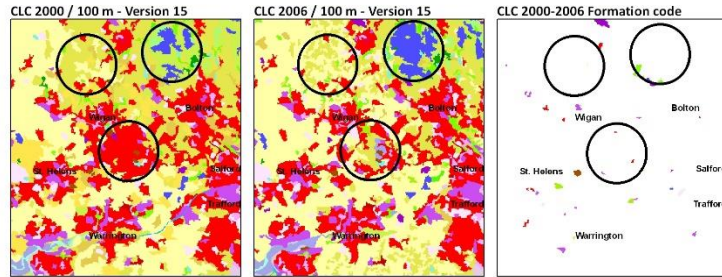 CLC 2000 / 100 m - Version 15
CLC 2006 / 100 m - Version 15
CLC 2000-2006 Formation code
Wigan
Bolton
St. Helens
Salford
Trafford
Warrington
Wigan
Bolton
St. Helens
Salford
Trafford
Warrington
Wigan
Bolton
St. Helens
Salfor
Traffor
Warrington